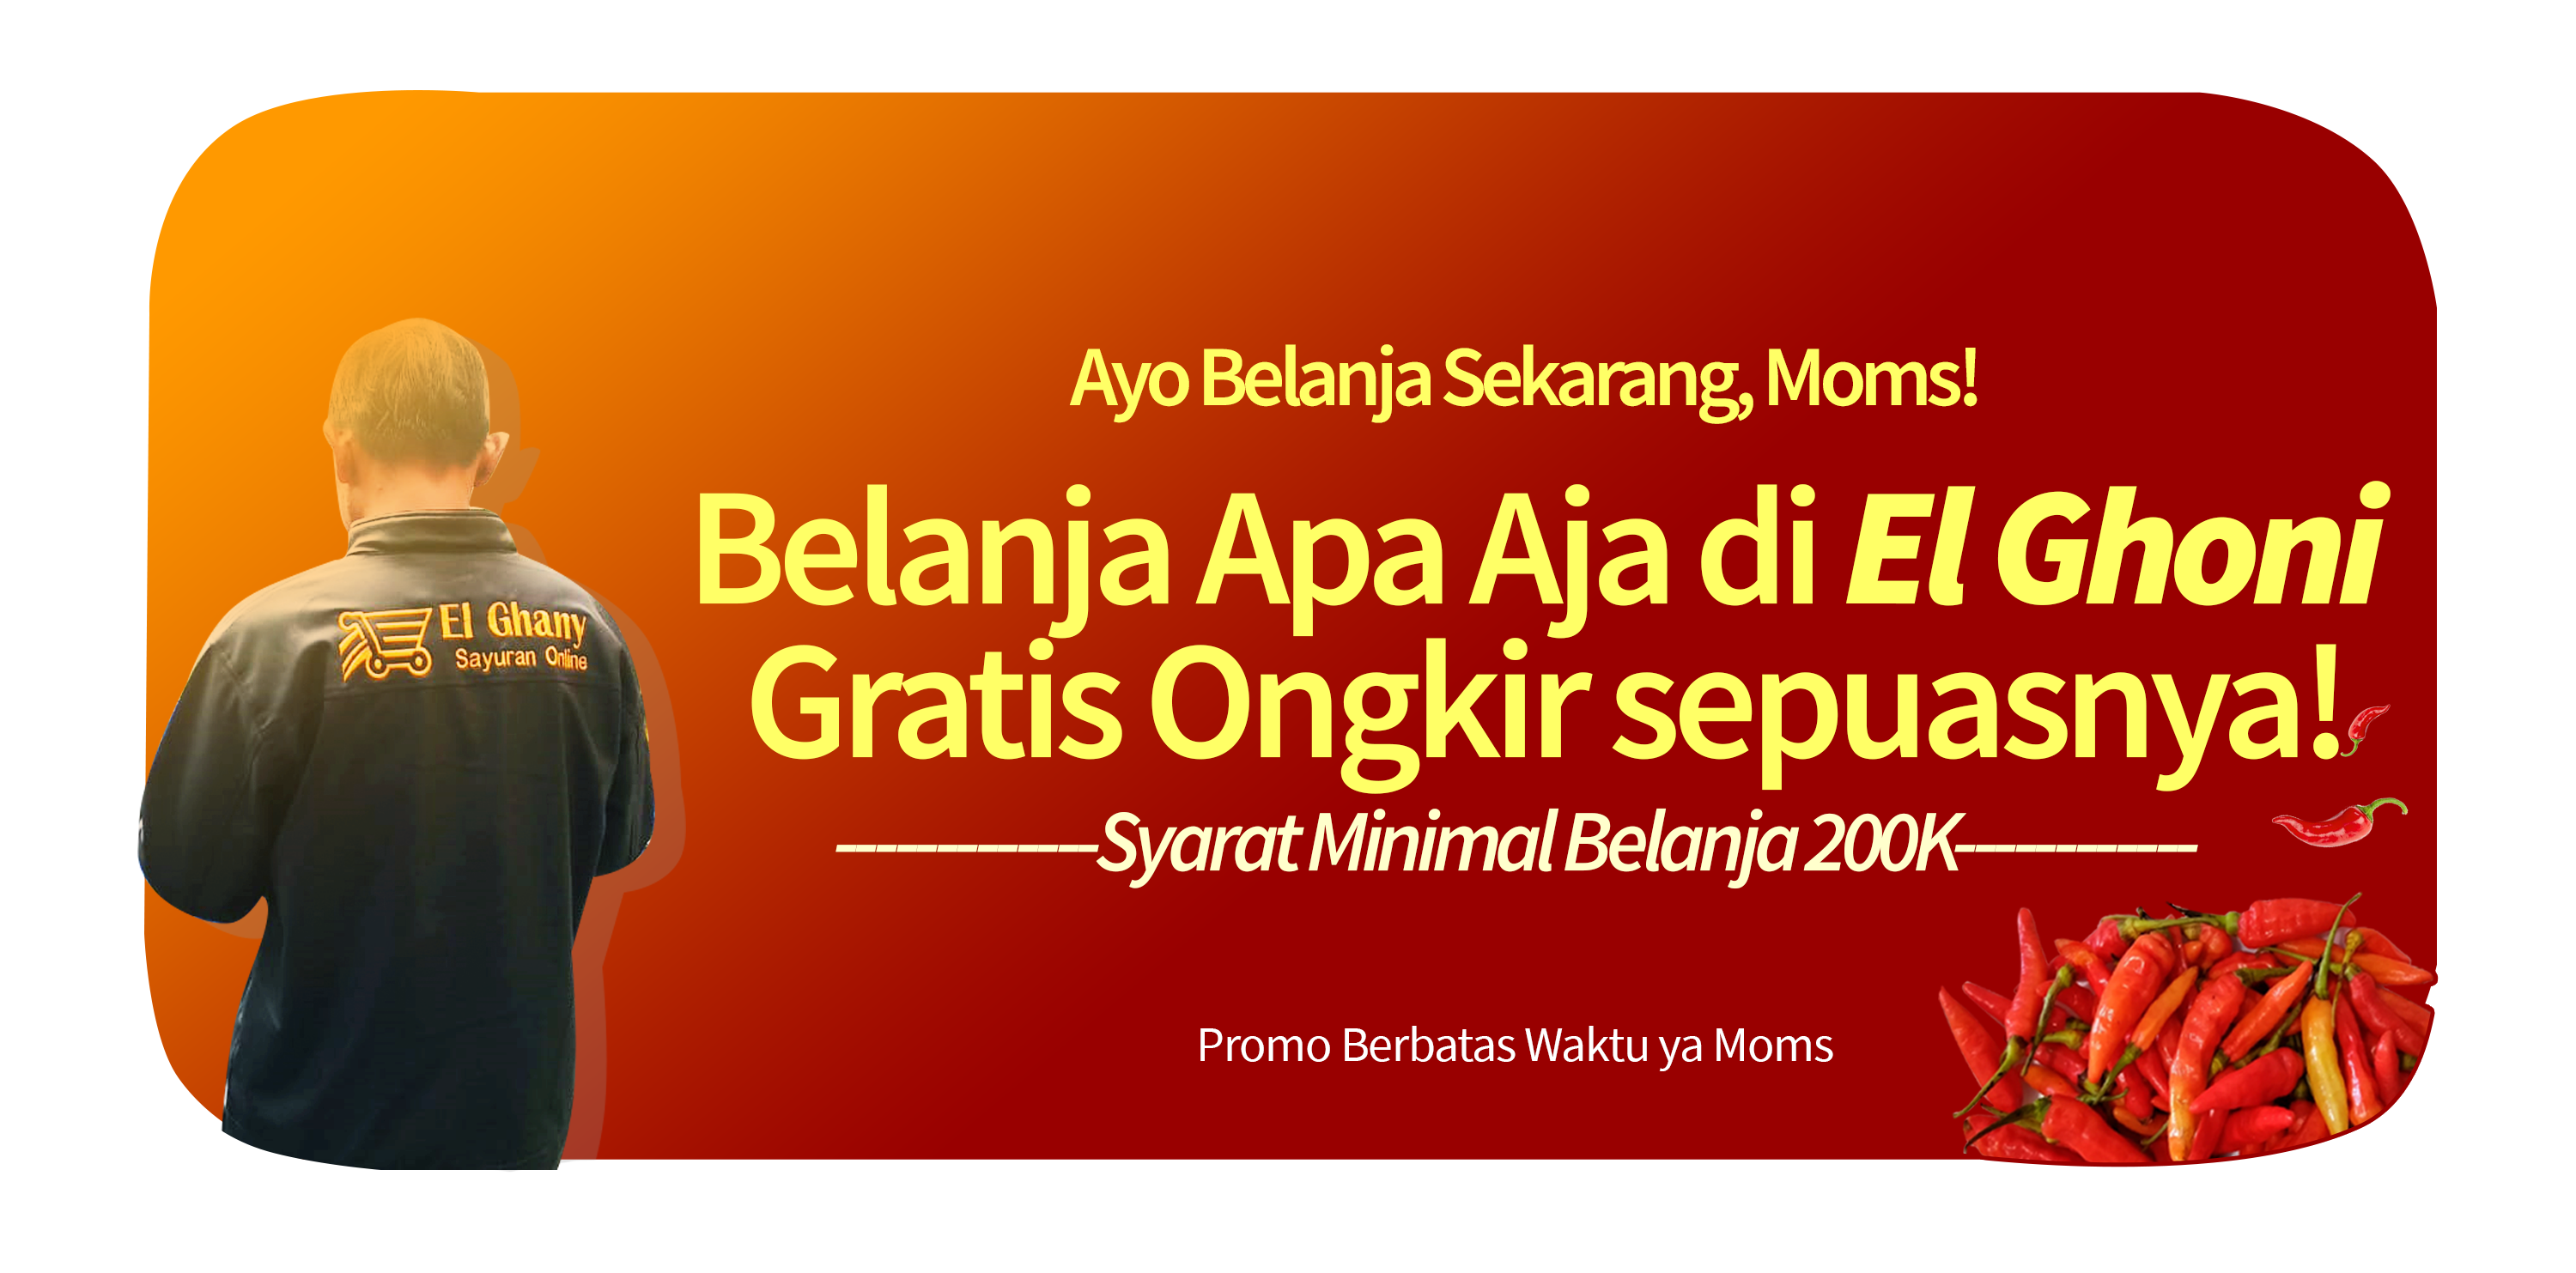 Ayo Belanja Sekarang, Moms!
Belanja Apa Aja di El Ghoni
Gratis Ongkir sepuasnya!
-------------Syarat Minimal Belanja 200K------------
Promo Berbatas Waktu ya Moms
El Ghany
Sayuran Online